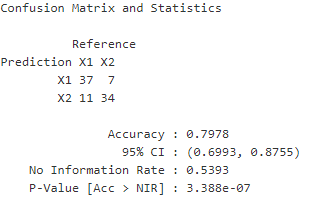 Confusion Matrix and Statistics
Reference
Prediction X1 X2
X1 37 7
X2 11 34
Accuracy : 0.7978
95% CI : (0.6993, 0.8755)
No Information Rate : 0.5393
P-Value [Acc > NIR] : 3.388e-07